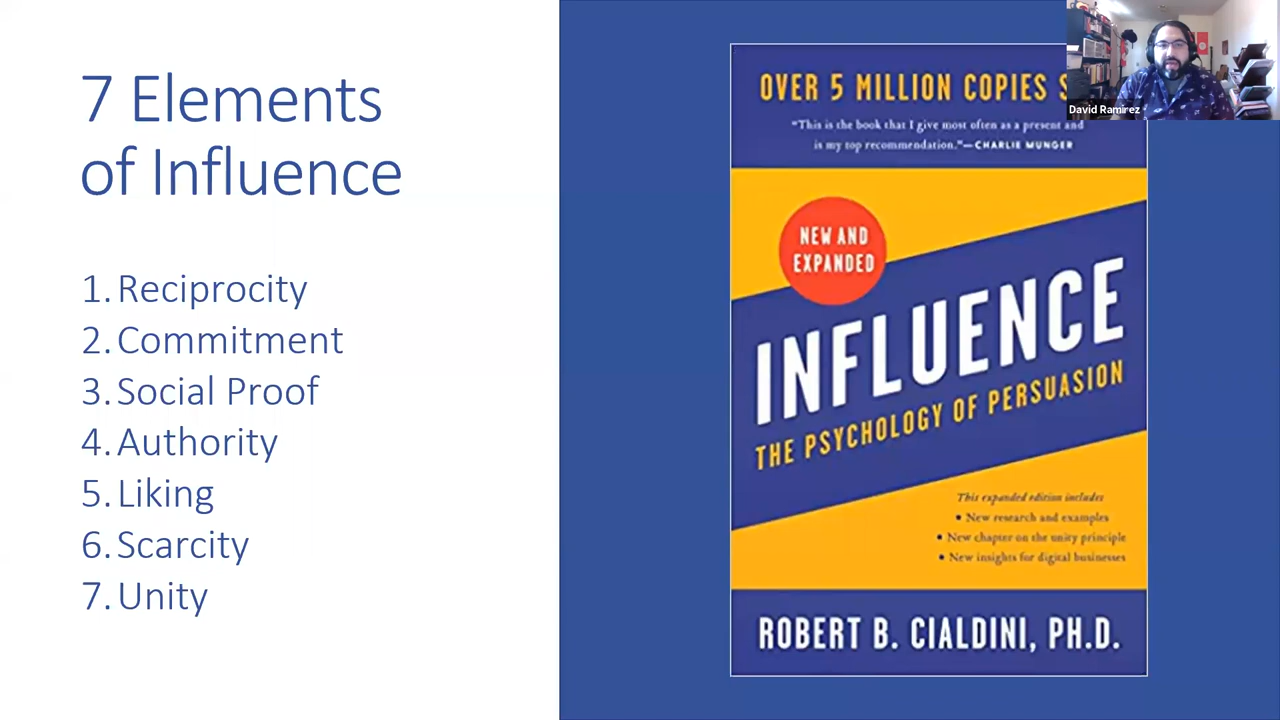 7 Elements
of Influence
1. Reciprocity
2. Commitment
3. Social Proof
4. Authority
5. Liking
6. Scarcity
7. Unity
OVER 5 MILLION COPIES
"This is the book that I give most often as a present and
is my top recommendation."—CHARLIE MUNGER
NEW AND
EXPANDED
INFLUENCE
THE PSYCHOLOGY OF PERSUASION
This expanded edition includes
• New research and examples
• New chapter on the unity principle
• New insights for digital businesses
ROBERT B. CIALDINI, PH.D.
David Ramirez